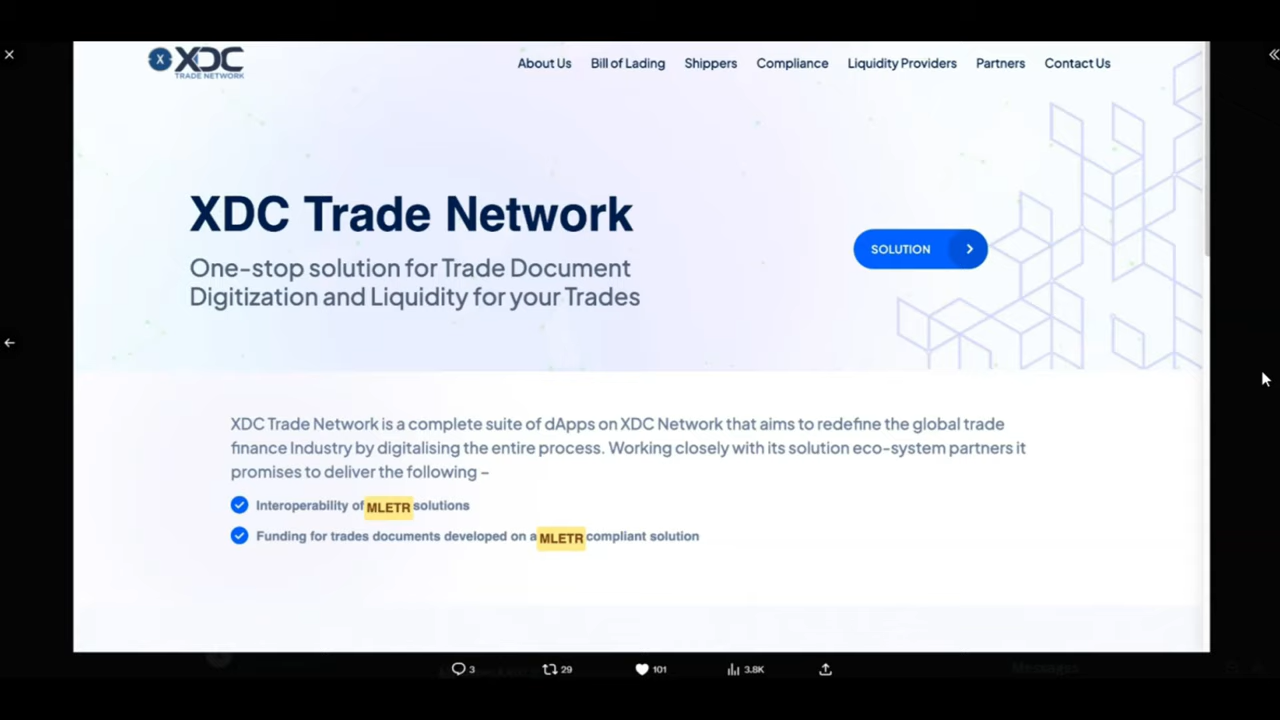 XDC
TRADE NETWORK
About Us Bill of Lading Shippers Compliance Liquidity Providers Partners Contact Us
XDC Trade Network
One-stop solution for Trade Document
Digitization and Liquidity for your Trades
SOLUTION
XDC Trade Network is a complete suite of dApps on XDC Network that aims to redefine the global trade
finance Industry by digitalising the entire process. Working closely with its solution eco-system partners it
promises to deliver the following –
Interoperability of MLETR solutions
Funding for trades documents developed on a MLETR compliant solution
3 29 101 3.8K
Messages